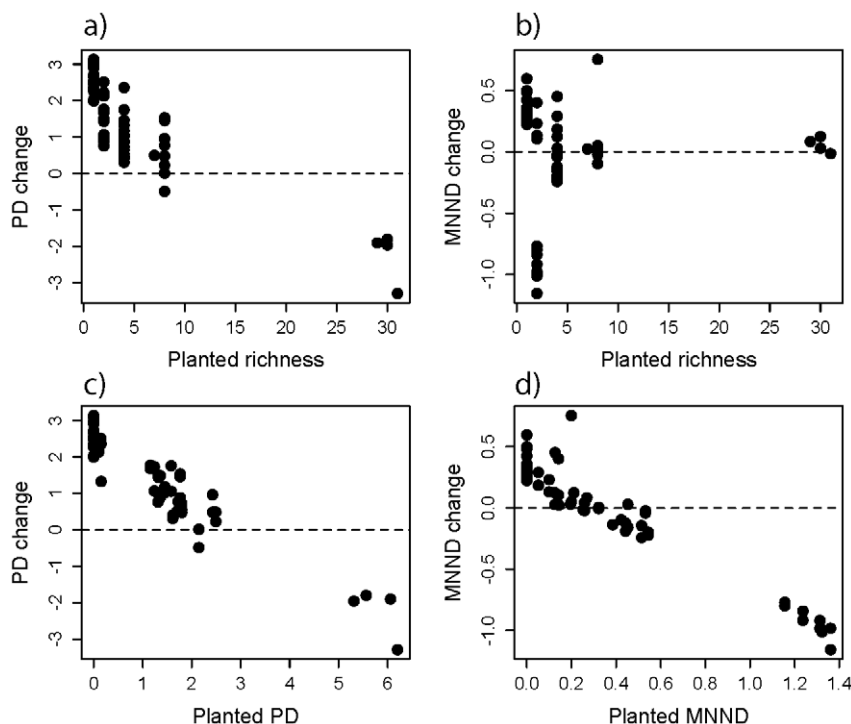 a)
b)
3
2
1
0
-1
-2
-3
PD change
0 5 10 15 20 25 30
Planted richness
0.5
0.0
-0.5
-1.0
MNND change
0 5 10 15 20 25 30
Planted richness
c)
d)
3
2
1
0
-1
-2
-3
PD change
0 1 2 3 4 5 6
Planted PD
0.5
0.0
-0.5
-1.0
MNND change
0.0 0.2 0.4 0.6 0.8 1.0 1.2 1.4
Planted MNND